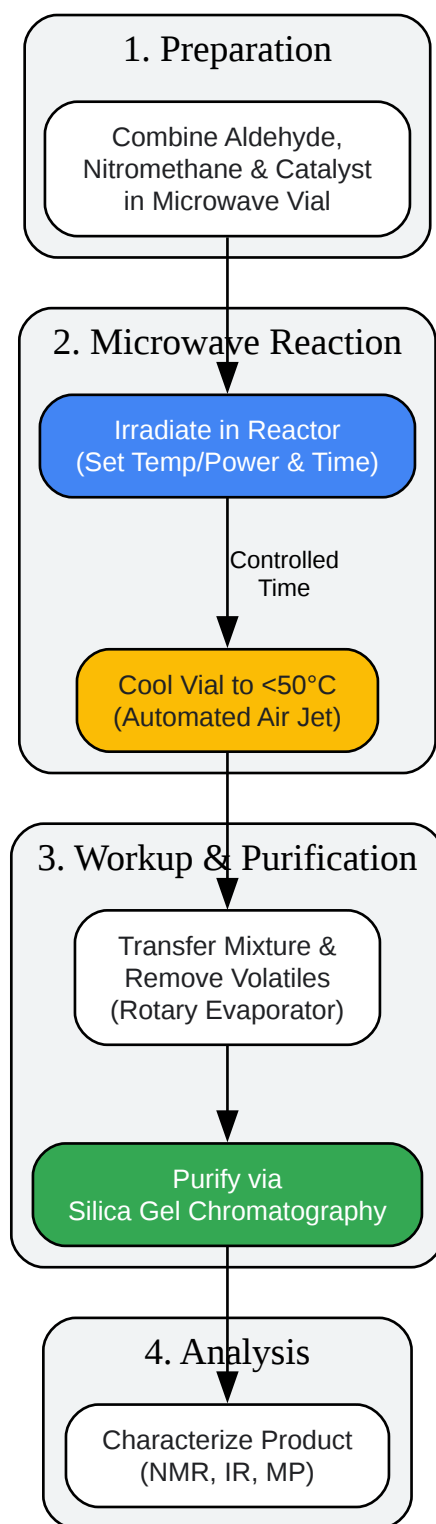 1. Preparation
Combine Aldehyde,
Nitromethane & Catalyst
in Microwave Vial
2. Microwave Reaction
Irradiate in Reactor
(Set Temp/Power & Time)
Controlled
Time
Cool Vial to <50°C
(Automated Air Jet)
3. Workup & Purification
Transfer Mixture &
Remove Volatiles
(Rotary Evaporator)
Purify via
Silica Gel Chromatography
4. Analysis
Characterize Product
(NMR, IR, MP)